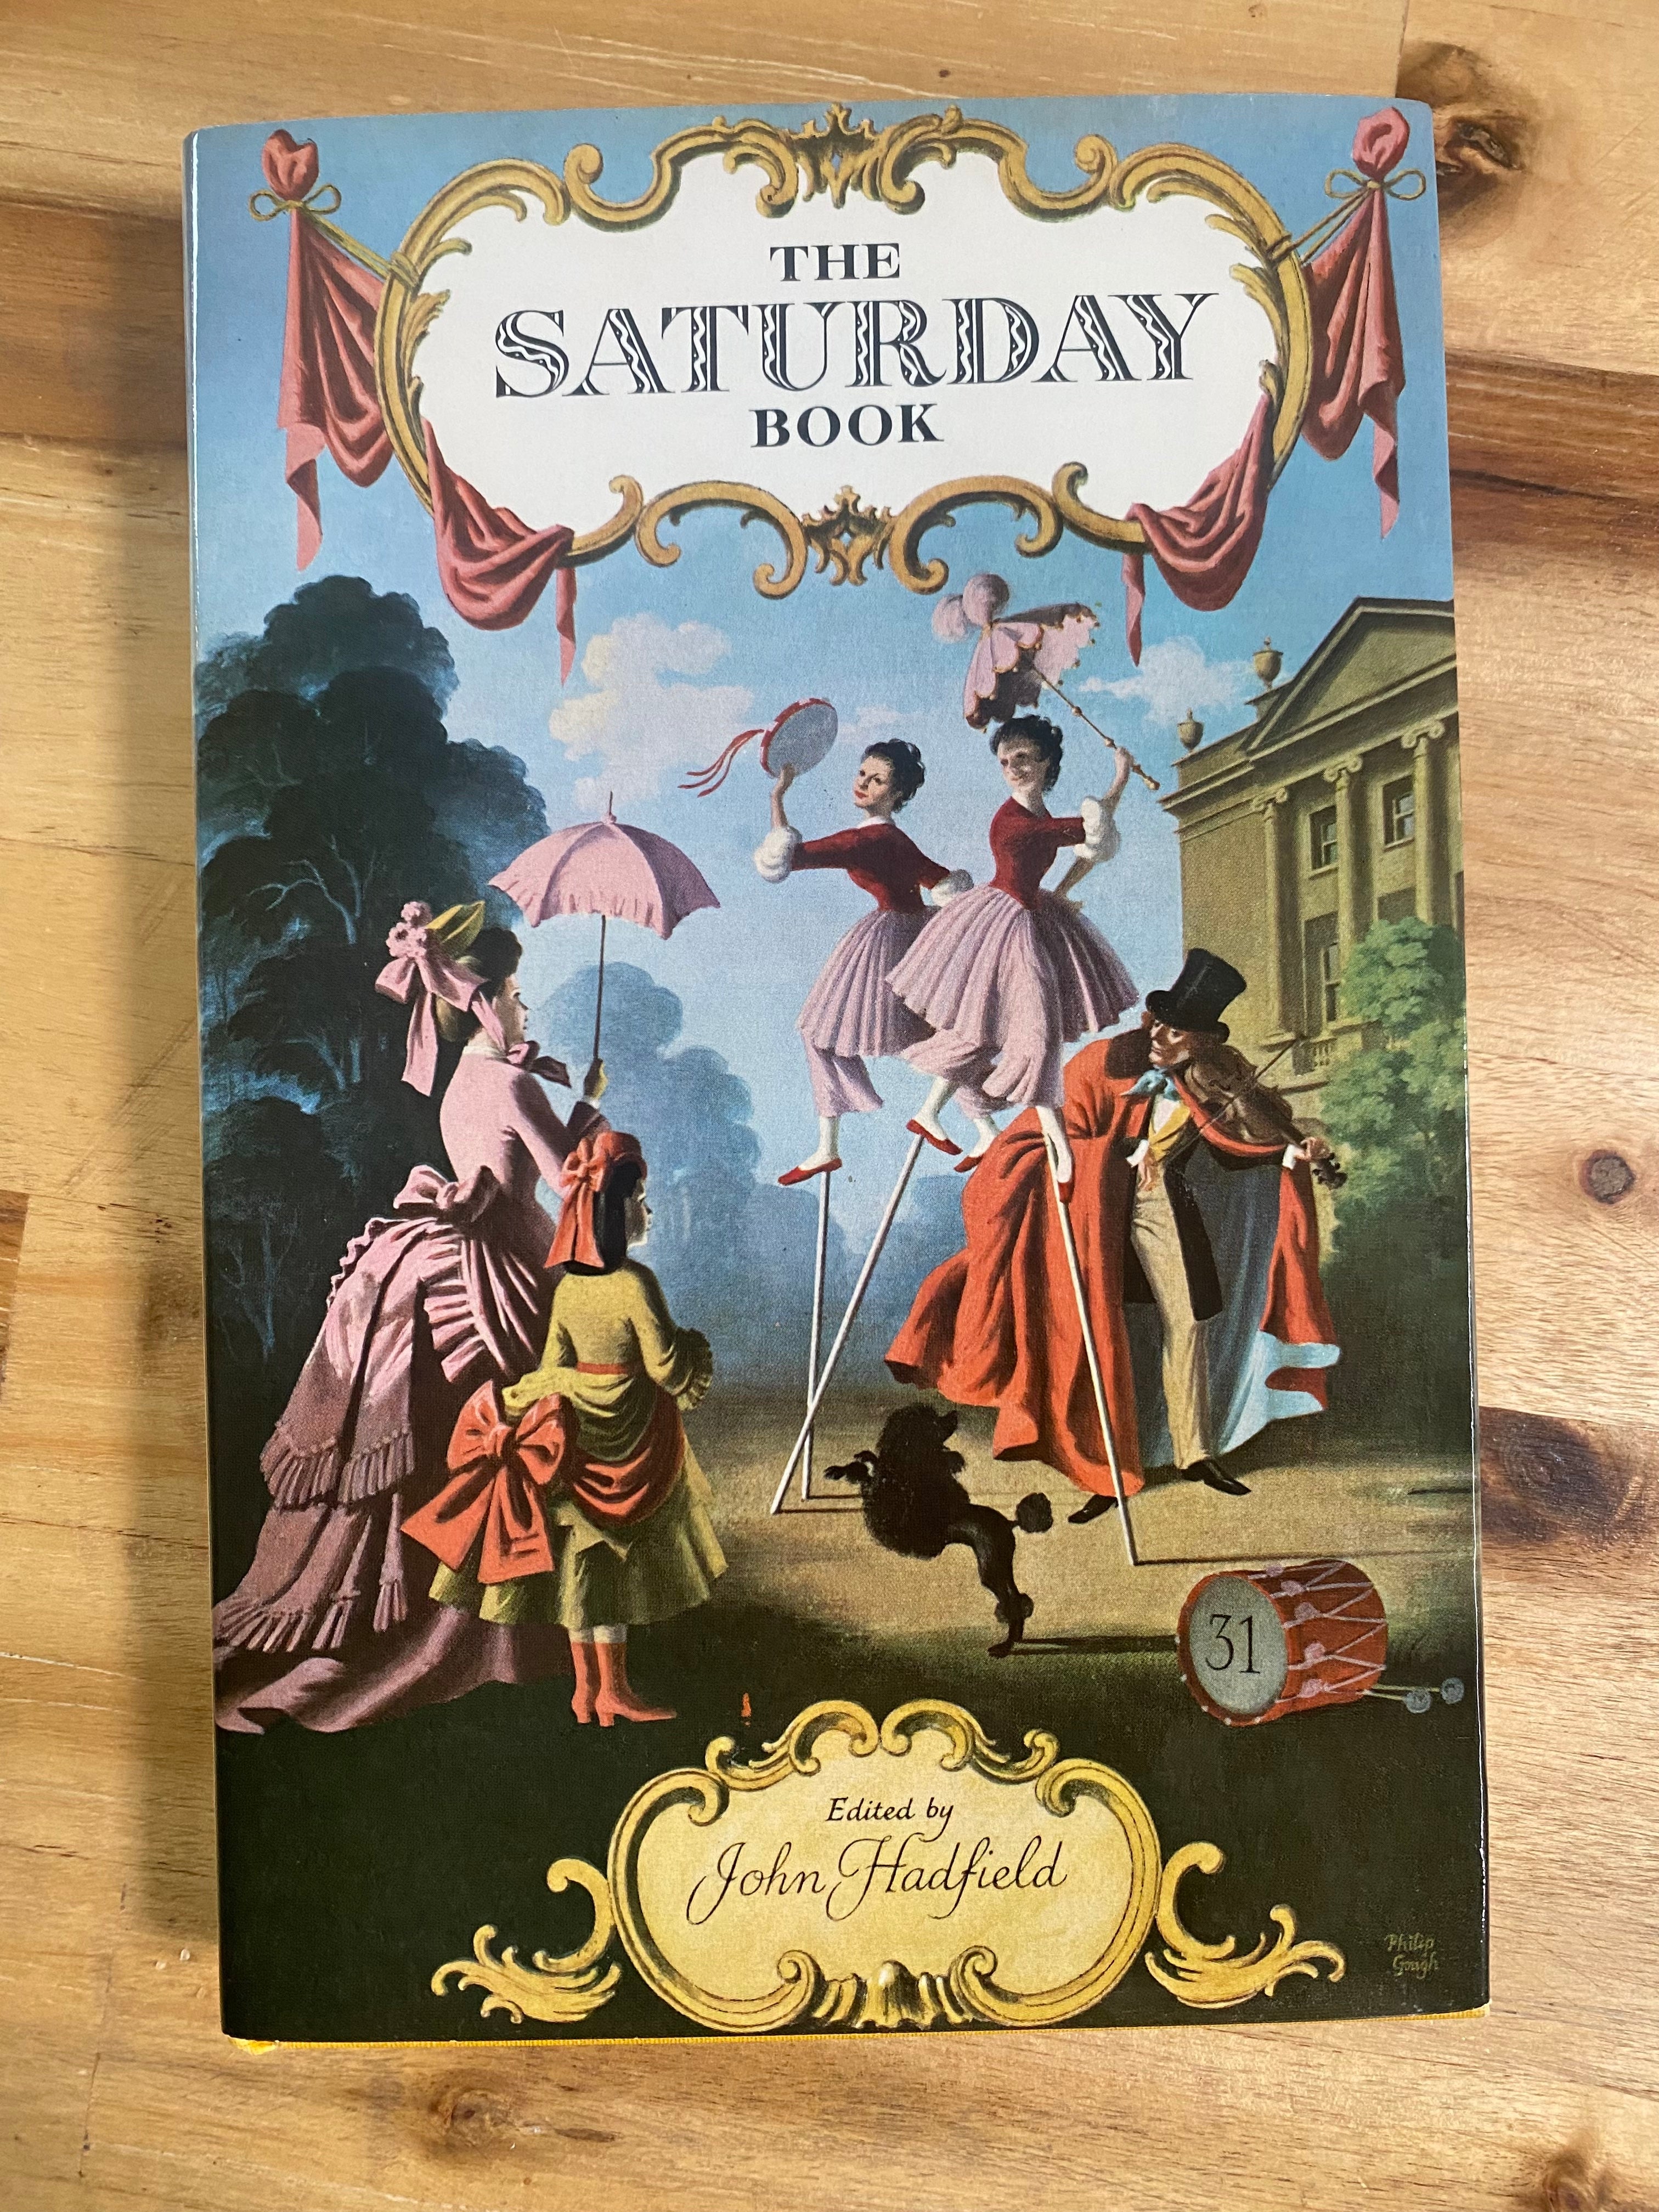 THE
SATURDAY
BOOK
31
Edited by
John Hadfield
Philip
Gough